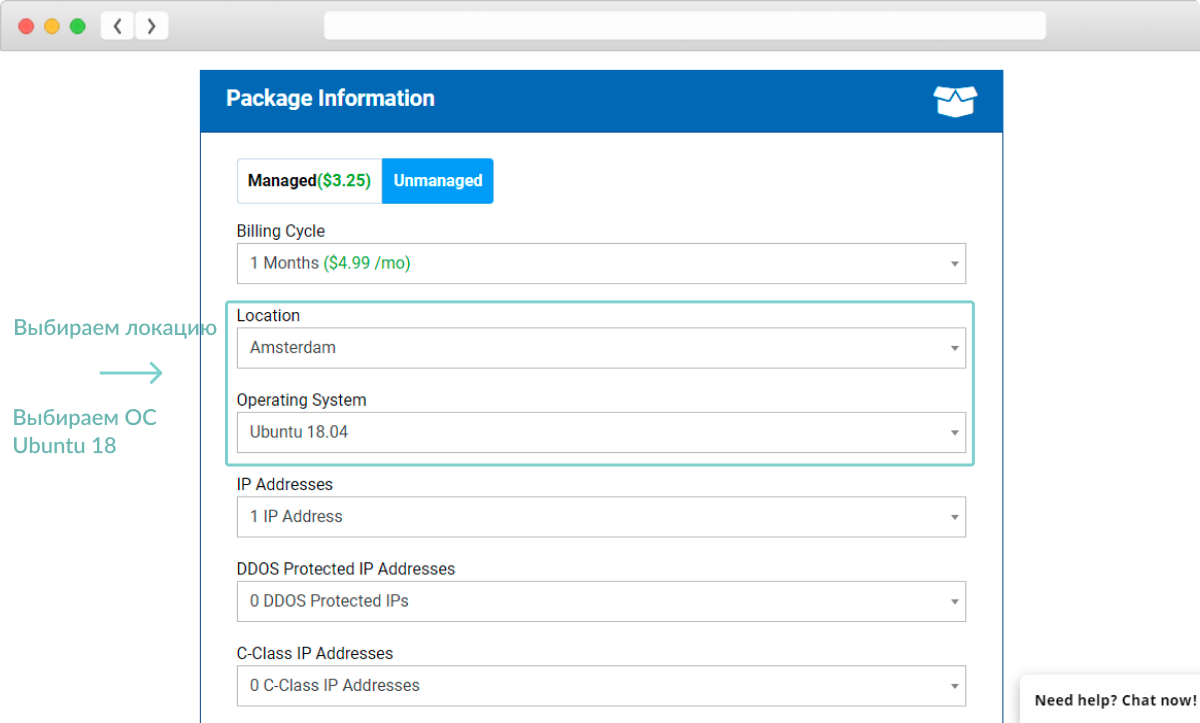 Package Information
Managed($3.25) Unmanaged
Billing Cycle
1 Months ($4.99 /mo)
Выбираем локацию
Location
Amsterdam
Выбираем ОС
Ubuntu 18
Operating System
Ubuntu 18.04
IP Addresses
1 IP Address
DDOS Protected IP Addresses
0 DDOS Protected IPs
C-Class IP Addresses
0 C-Class IP Addresses
Need help? Chat now!